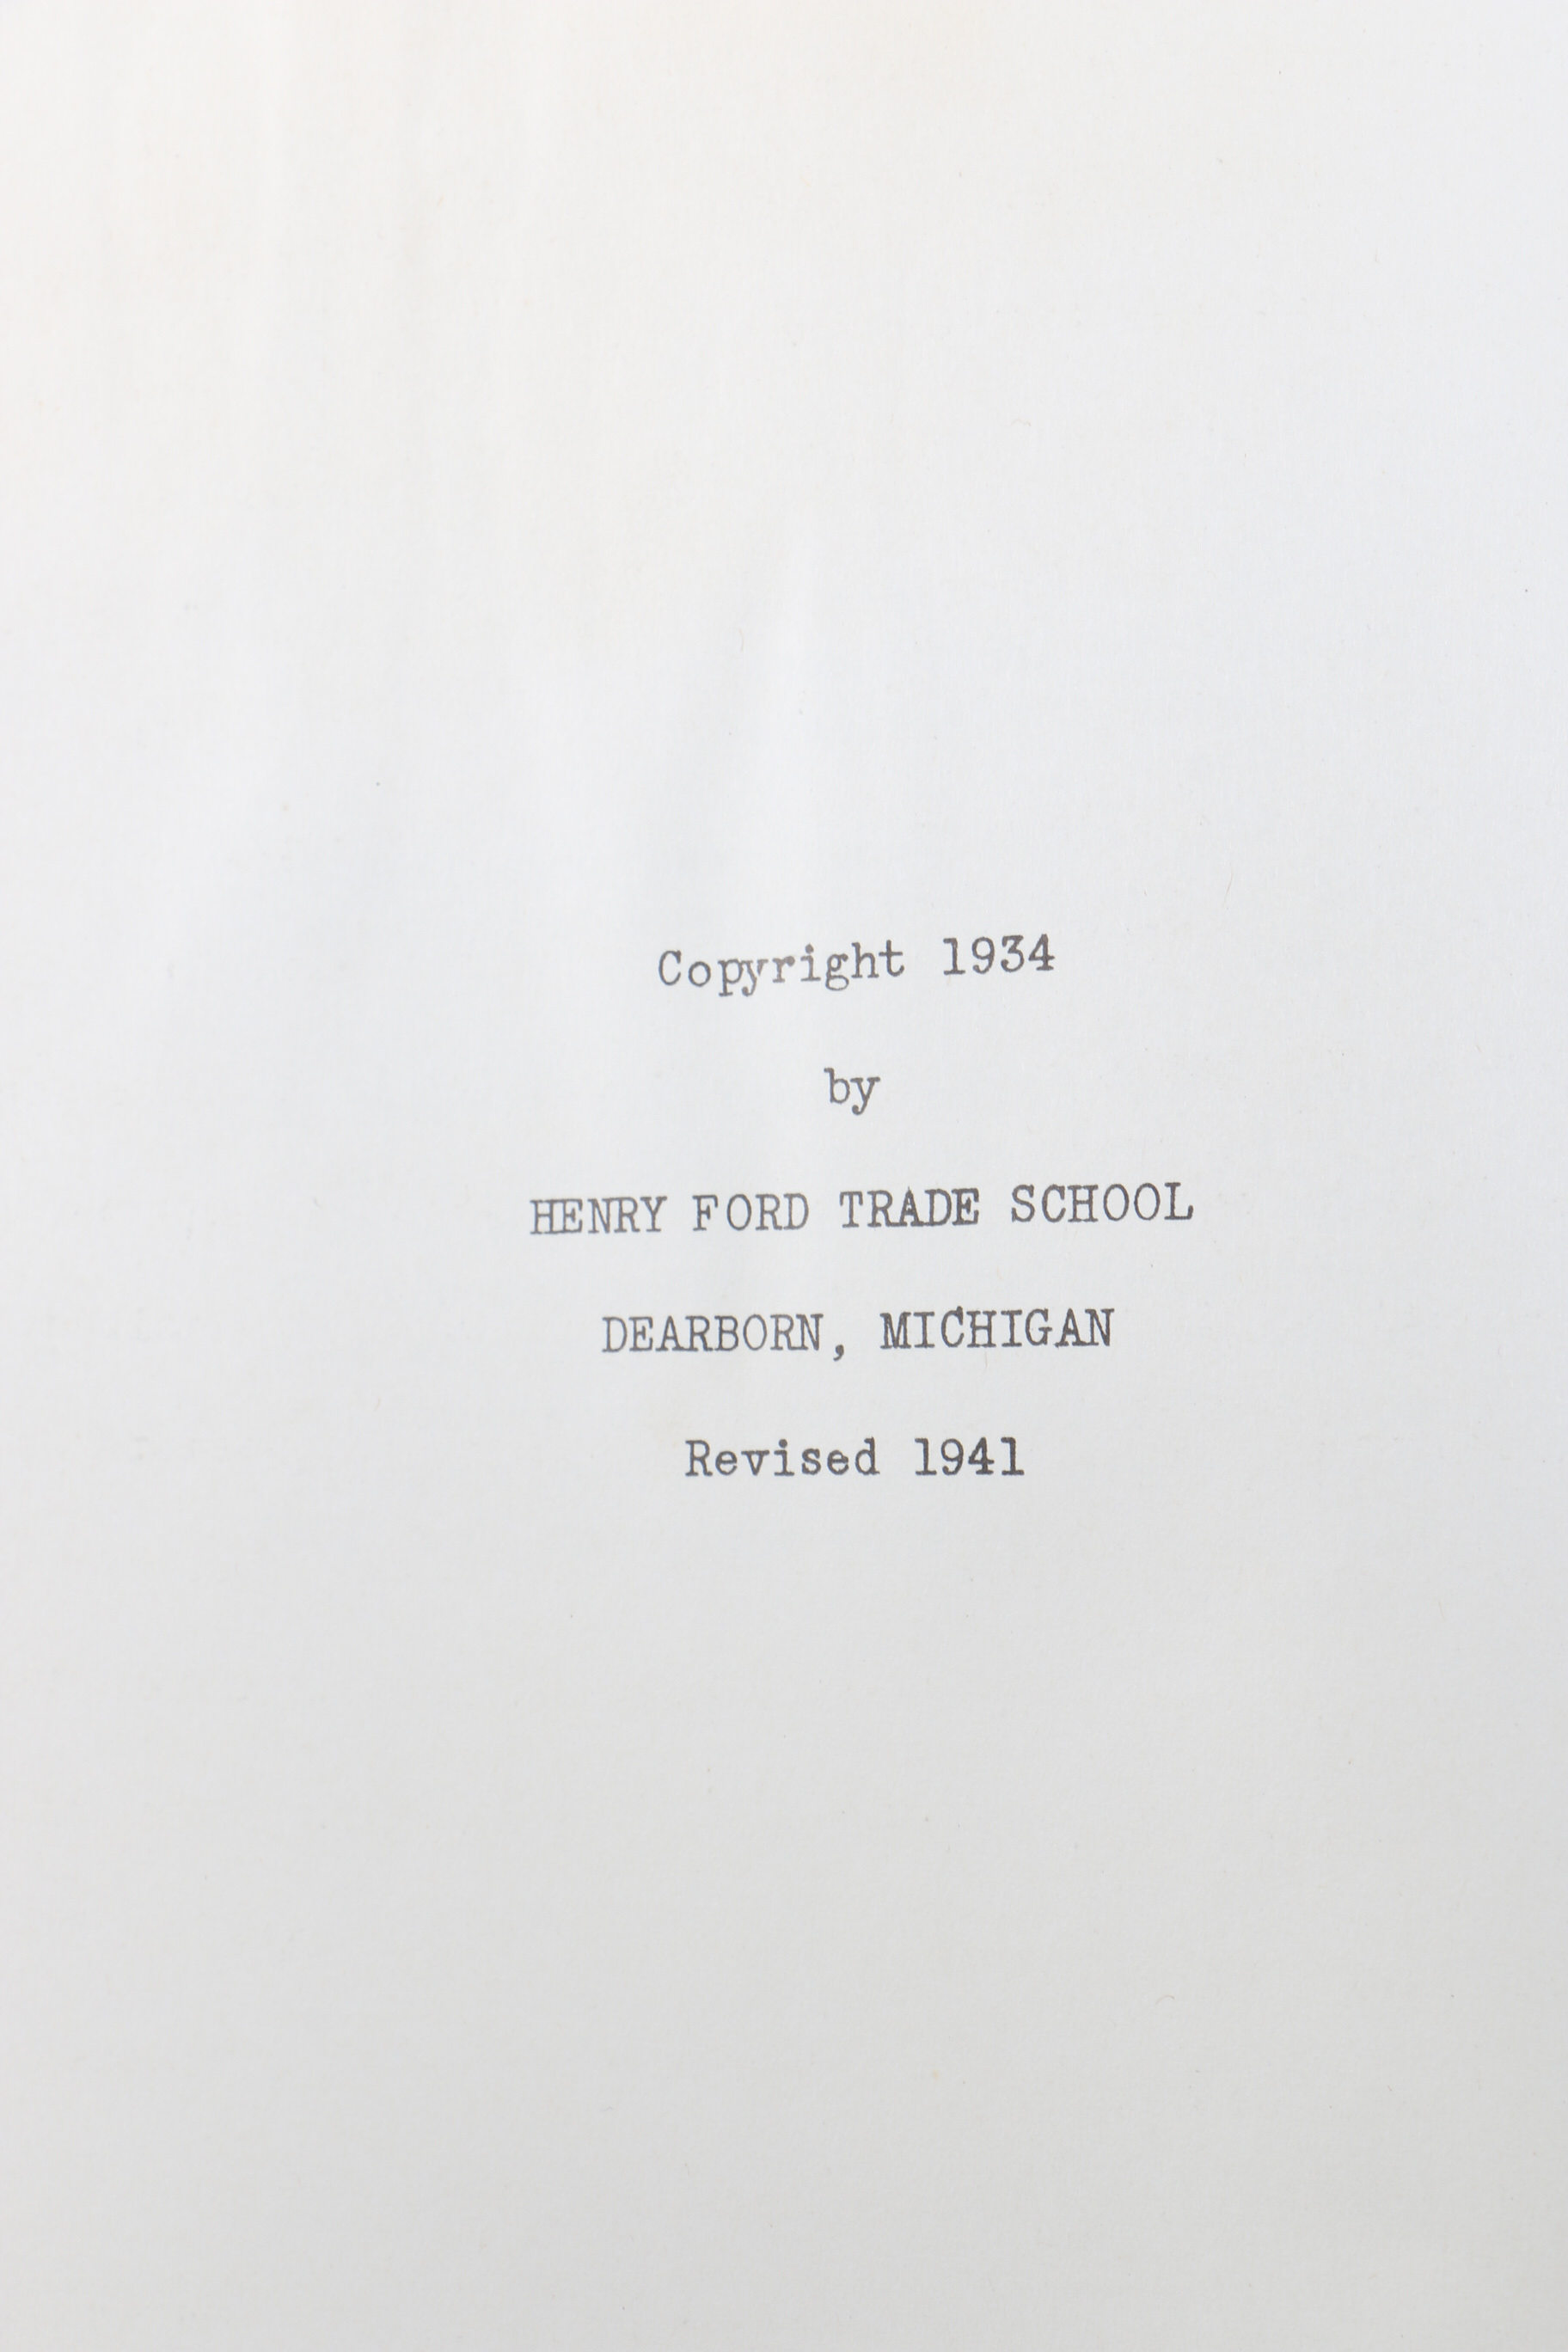 Copyright 1934
by
HENRY FORD TRADE SCHOOL
DEARBORN, MICHIGAN
Revised 1941